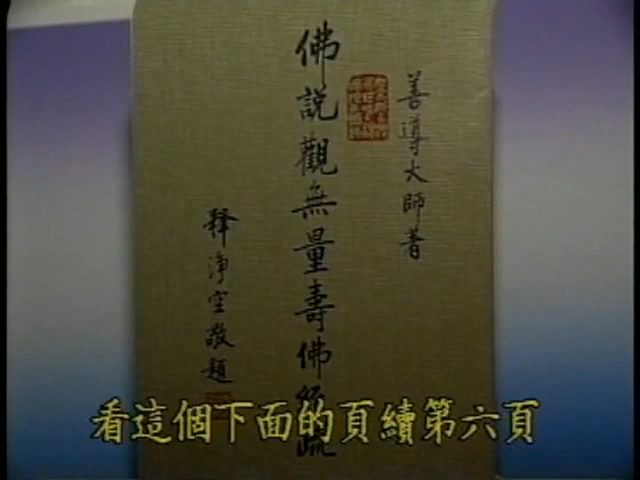 善導大師著
佛說觀無量壽佛經疏
釋淨空敬題
看這個下面的頁續第六頁